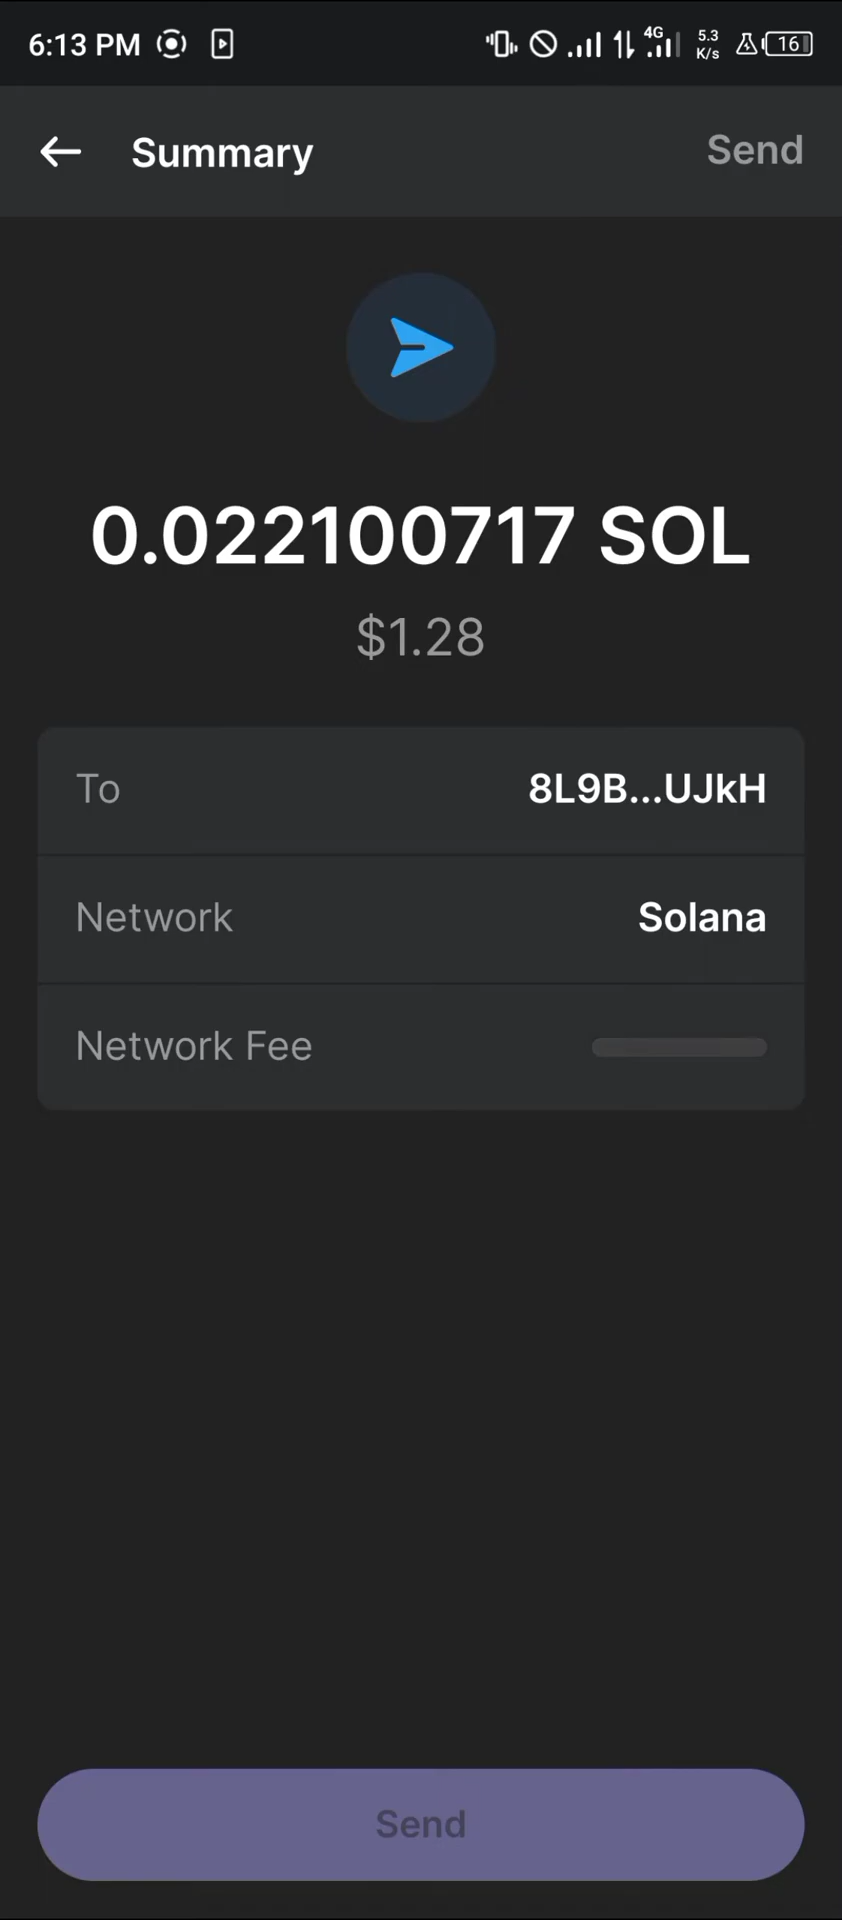 6:13 PM
4G
5.3
K/s
16
Summary
Send
0.022100717 SOL
$1.28
To
8L9B...UJkH
Network
Solana
Network Fee
Send